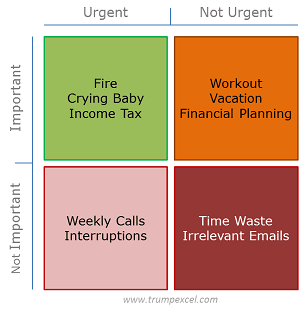 Urgent
Not Urgent
Important
Fire
Crying Baby
Income Tax
Workout
Vacation
Financial Planning
Not Important
Weekly Calls
Interruptions
Time Waste
Irrelevant Emails
www.trumpexcel.com